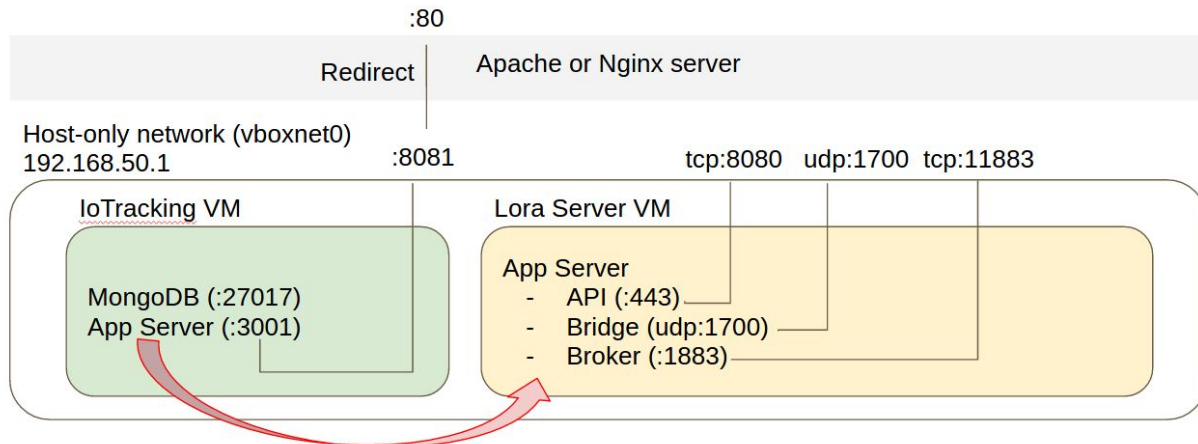 :80
Redirect
Apache or Nginx server
Host-only network (vboxnet0)
192.168.50.1
:8081
tcp:8080
udp:1700
tcp:11883
IoTracking VM
MongoDB (:27017)
App Server (:3001)
Lora Server VM
App Server
- API (:443)
- Bridge (udp:1700)
- Broker (:1883)